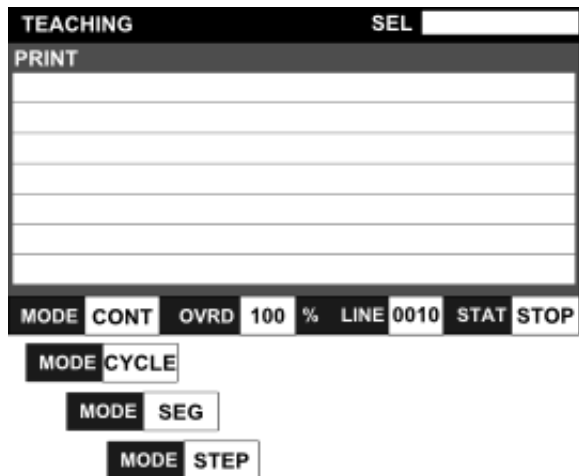 TEACHING SEL
PRINT
MODE CONT OVRD 100 % LINE 0010 STAT STOP
MODE CYCLE
MODE SEG
MODE STEP